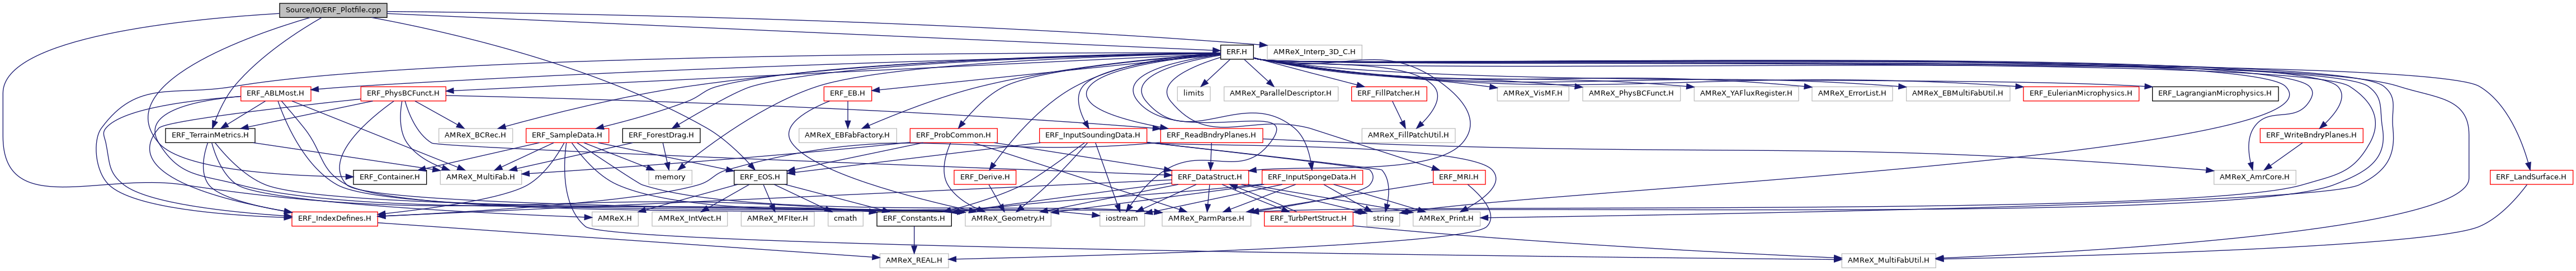 Source/IO/ERF_Plotfile.cpp
ERF.H
AMReX_Interp_3D_C.H
ERF_ABLMost.H
ERF_PhysBCFunct.H
ERF_EB.H
limits
AMReX_ParallelDescriptor.H
ERF_FillPatcher.H
AMReX_VisMF.H
AMReX_PhysBCFunct.H
AMReX_YAFluxRegister.H
AMReX_ErrorList.H
AMReX_EBMultiFabUtil.H
ERF_EulerianMicrophysics.H
ERF_LagrangianMicrophysics.H
ERF_TerrainMetrics.H
AMReX_BCRec.H
ERF_SampleData.H
ERF_ForestDrag.H
AMReX_EBFabFactory.H
ERF_ProbCommon.H
ERF_InputSoundingData.H
ERF_ReadBndryPlanes.H
AMReX_FillPatchUtil.H
ERF_WriteBndryPlanes.H
ERF_Container.H
AMReX_MultiFab.H
memory
ERF_EOS.H
ERF_Derive.H
ERF_DataStruct.H
ERF_InputSpongeData.H
ERF_MRI.H
AMReX_AmrCore.H
ERF_LandSurface.H
ERF_IndexDefines.H
AMReX.H
AMReX_IntVect.H
AMReX_MFIter.H
cmath
ERF_Constants.H
AMReX_Geometry.H
iostream
AMReX_ParmParse.H
ERF_TurbPertStruct.H
string
AMReX_Print.H
AMReX_REAL.H
AMReX_MultiFabUtil.H